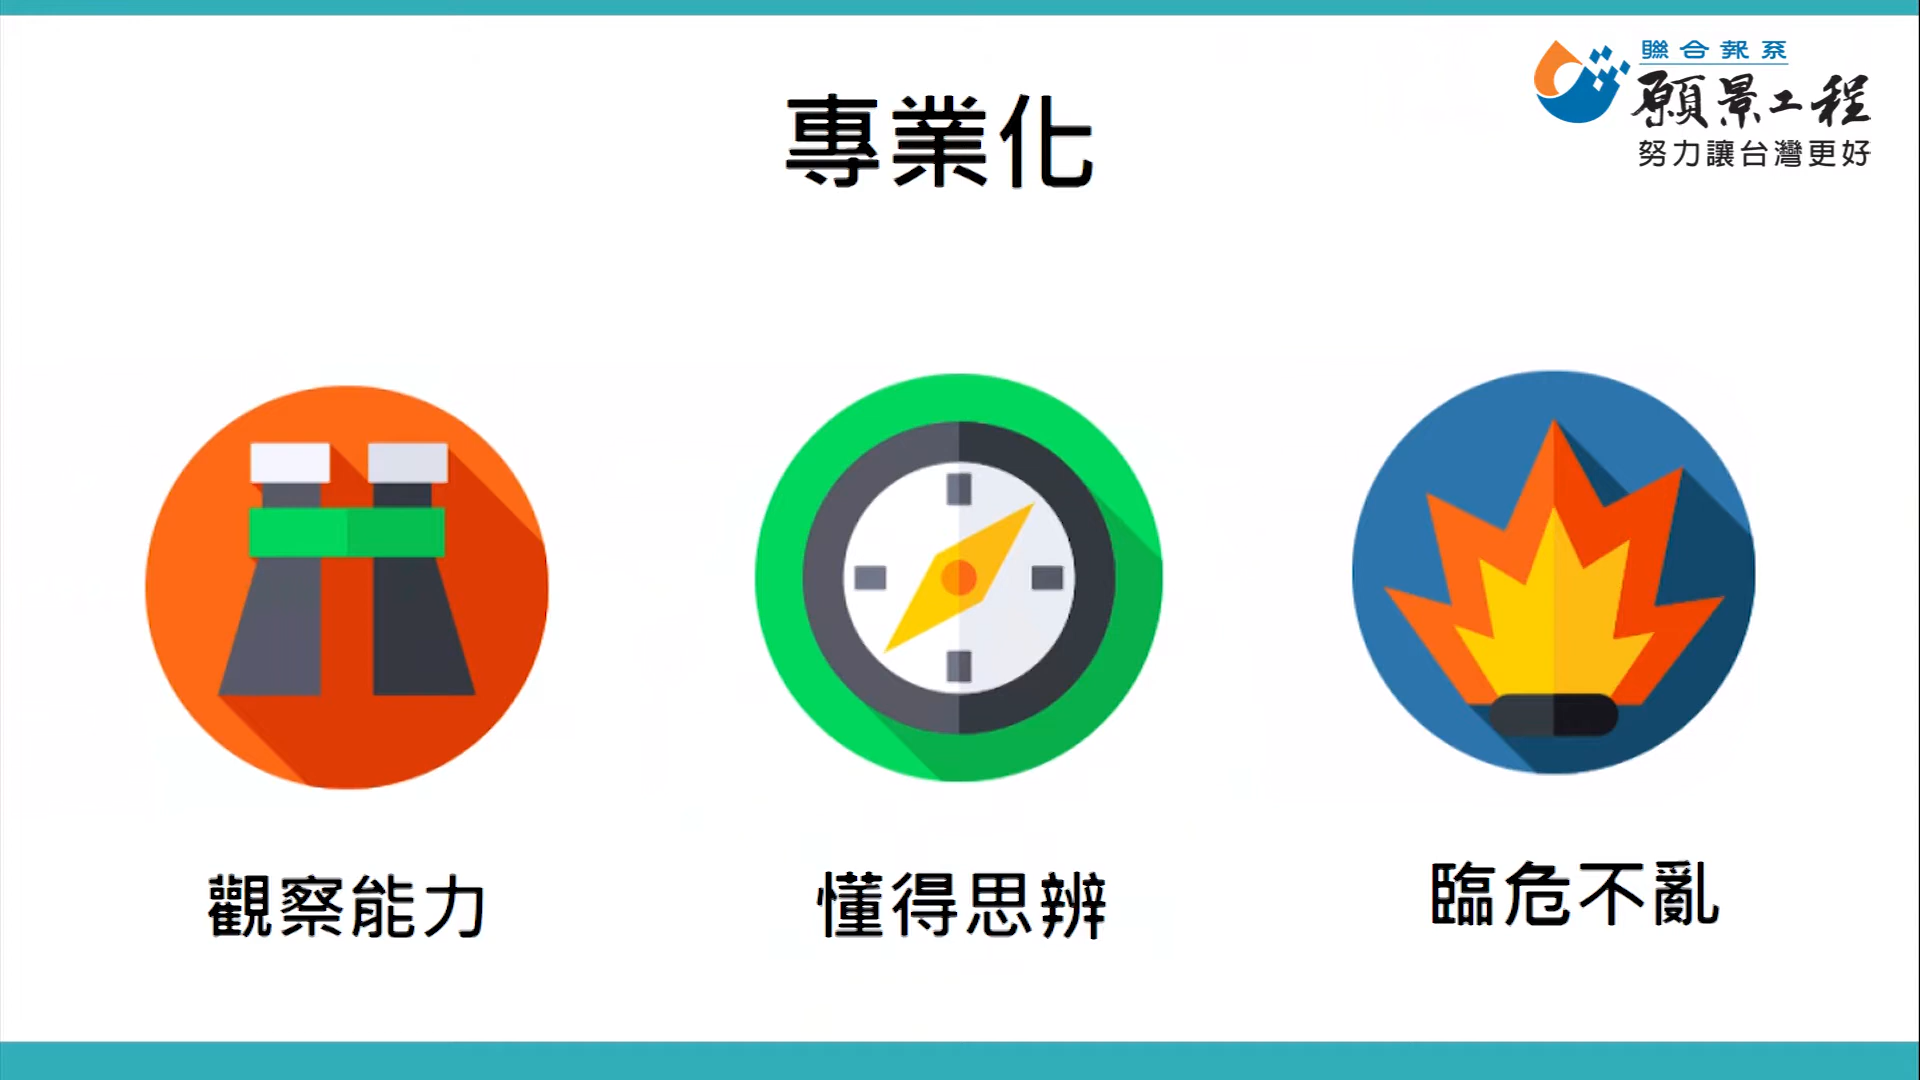 聯合報系
願景工程
努力讓台灣更好
專業化
觀察能力
懂得思辨
臨危不亂